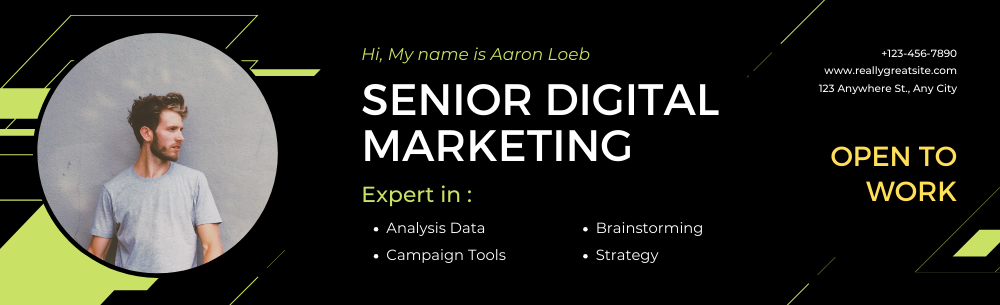 Hi, My name is Aaron Loeb
SENIOR DIGITAL
MARKETING
Expert in :
• Analysis Data
• Campaign Tools
• Brainstorming
• Strategy
+123-456-7890
www.reallygreatsite.com
123 Anywhere St., Any City
OPEN TO
WORK